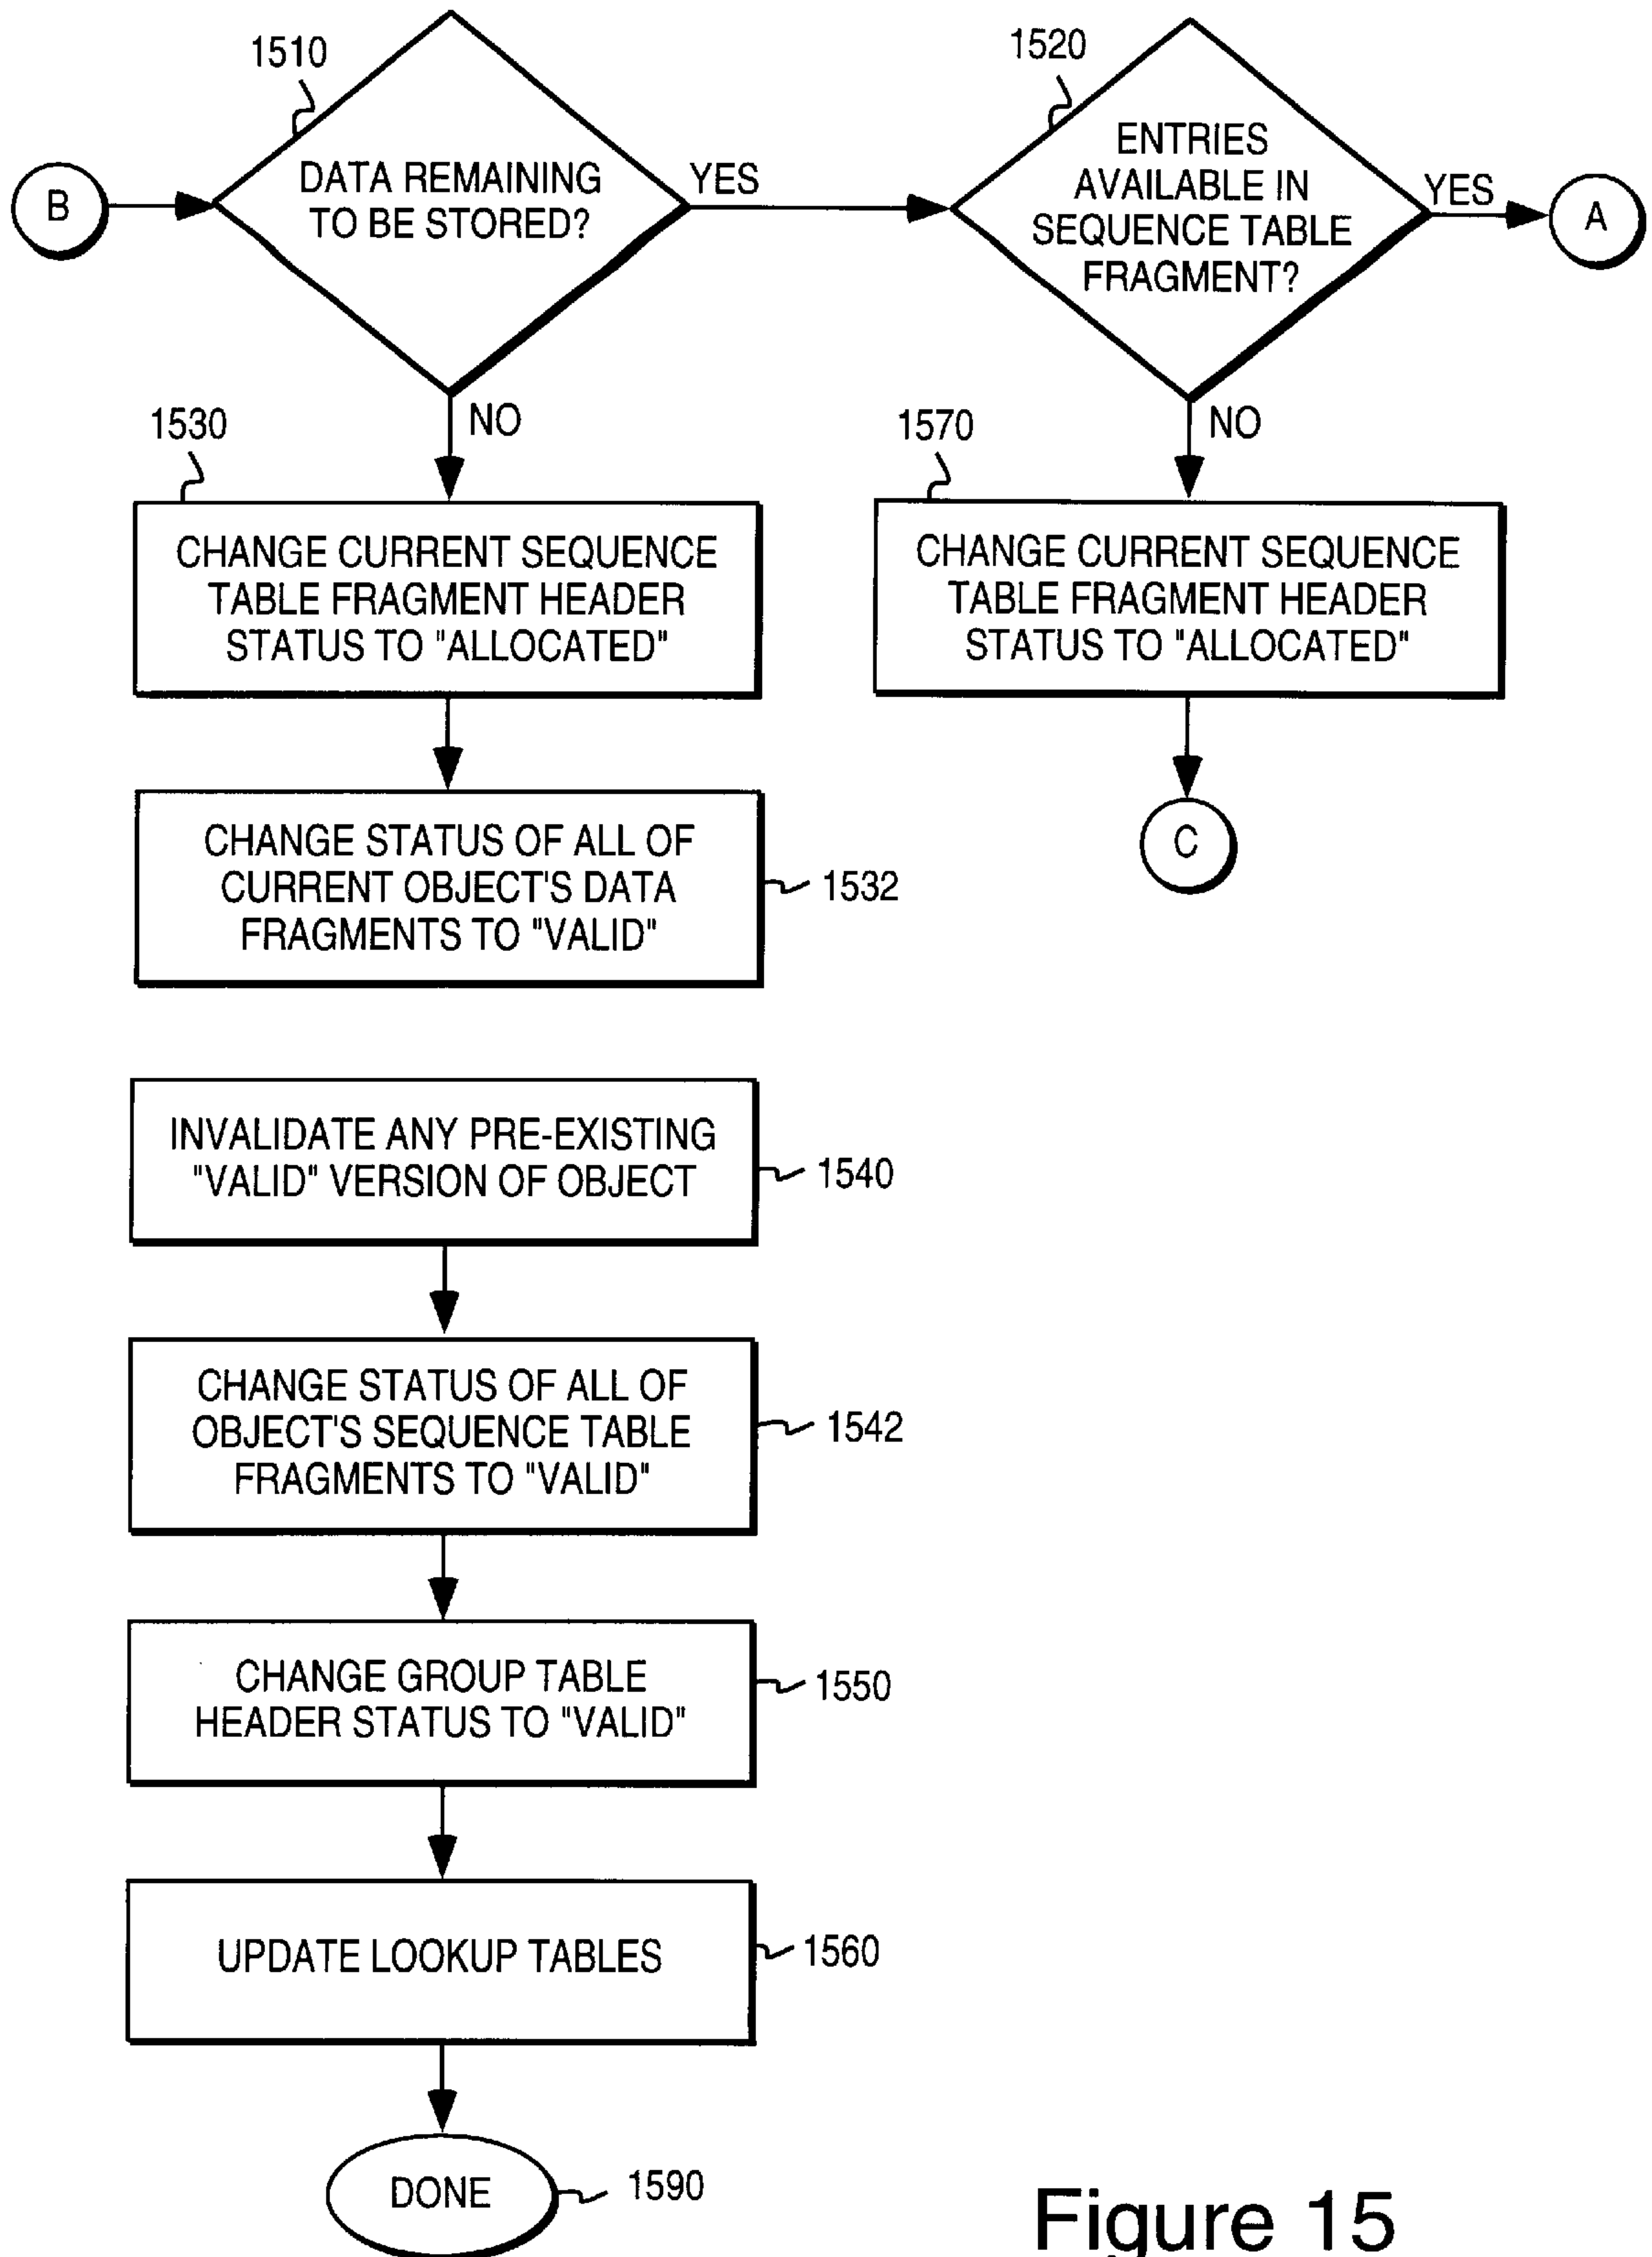 1510
1520
B
DATA REMAINING
TO BE STORED?
YES
ENTRIES
AVAILABLE IN
SEQUENCE TABLE
FRAGMENT?
YES
A
NO
NO
1530
1570
CHANGE CURRENT SEQUENCE
TABLE FRAGMENT HEADER
STATUS TO "ALLOCATED"
CHANGE CURRENT SEQUENCE
TABLE FRAGMENT HEADER
STATUS TO "ALLOCATED"
CHANGE STATUS OF ALL OF
CURRENT OBJECT'S DATA
FRAGMENTS TO "VALID"
1532
C
INVALIDATE ANY PRE-EXISTING
"VALID" VERSION OF OBJECT
1540
CHANGE STATUS OF ALL OF
OBJECT'S SEQUENCE TABLE
FRAGMENTS TO "VALID"
1542
CHANGE GROUP TABLE
HEADER STATUS TO "VALID"
1550
UPDATE LOOKUP TABLES
1560
DONE
1590
Figure 15